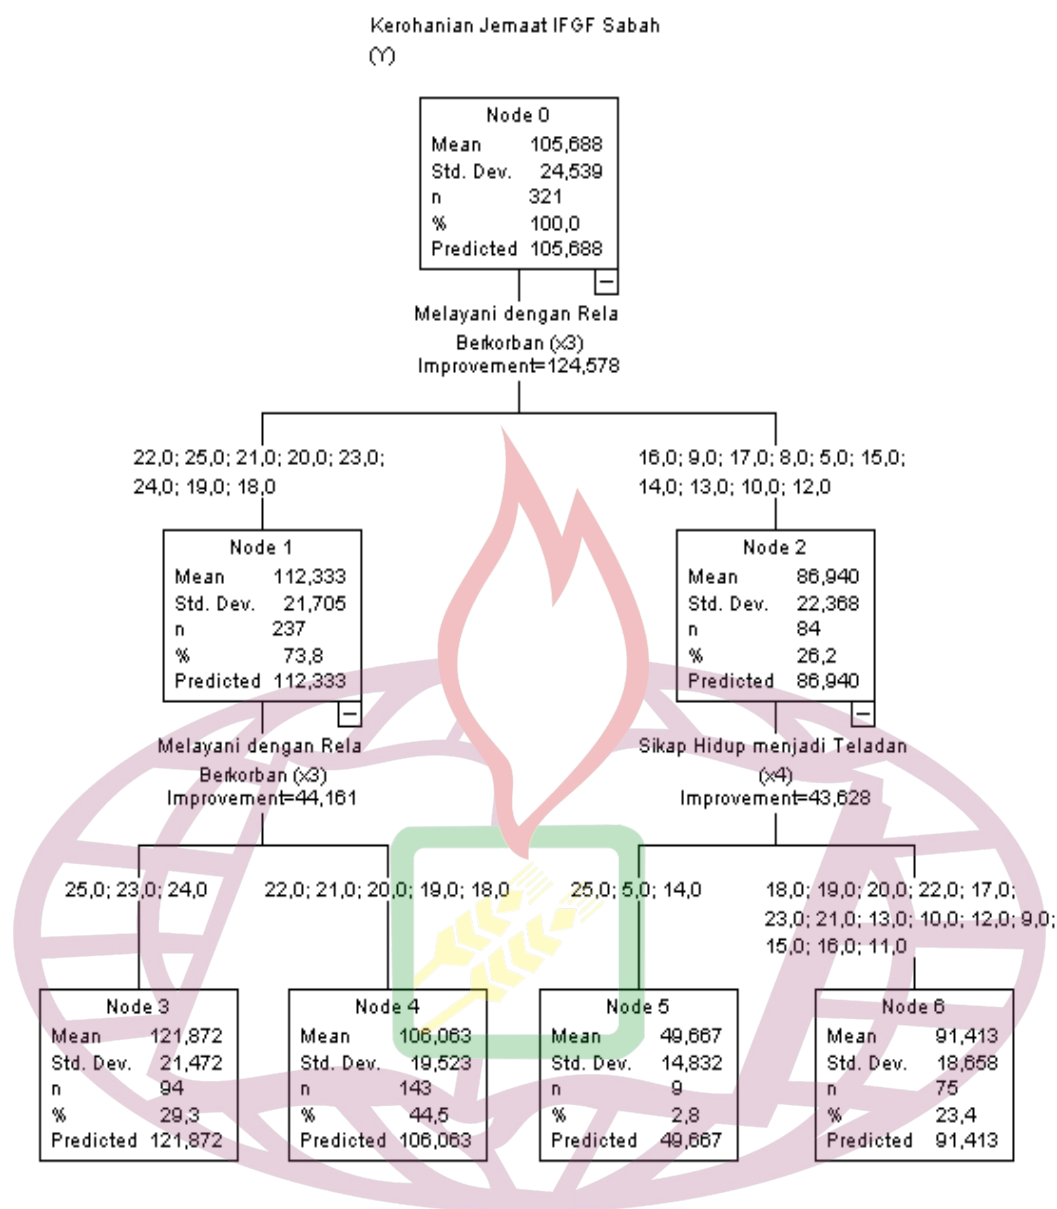 Kerohanian Jemaat IFGF Sabah
(Y)
Node 0
Mean 105,688
Std. Dev. 24,539
n 321
% 100,0
Predicted 105,688
Melayani dengan Rela
Berkorban (x3)
Improvement=124,578
22,0; 25,0; 21,0; 20,0; 23,0;
24,0; 19,0; 18,0
16,0; 9,0; 17,0; 8,0; 5,0; 15,0;
14,0; 13,0; 10,0; 12,0
Node 1
Mean 112,333
Std. Dev. 21,705
n 237
% 73,8
Predicted 112,333
Node 2
Mean 86,940
Std. Dev. 22,368
n 84
% 26,2
Predicted 86,940
Melayani dengan Rela
Berkorban (x3)
Improvement=44,161
Sikap Hidup menjadi Teladan
(x4)
Improvement=43,628
25,0; 23,0; 24,0
22,0; 21,0; 20,0; 19,0; 18,0
25,0; 5,0; 14,0
18,0; 19,0; 20,0; 22,0; 17,0;
23,0; 21,0; 13,0; 10,0; 12,0; 9,0;
15,0; 16,0; 11,0
Node 3
Mean 121,872
Std. Dev. 21,472
n 94
% 29,3
Predicted 121,872
Node 4
Mean 106,063
Std. Dev. 19,523
n 143
% 44,5
Predicted 106,063
Node 5
Mean 49,667
Std. Dev. 14,832
n 9
% 2,8
Predicted 49,667
Node 6
Mean 91,413
Std. Dev. 18,658
n 75
% 23,4
Predicted 91,413